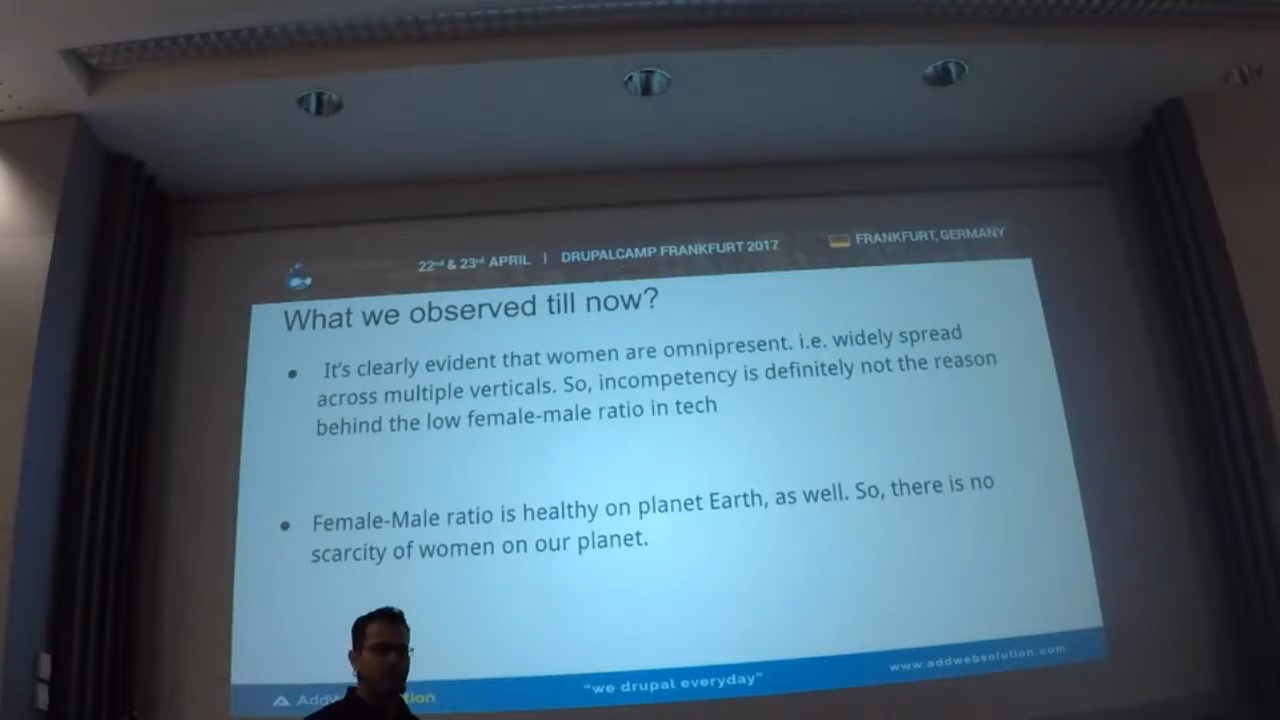 22nd & 23rd APRIL | DRUPALCAMP FRANKFURT 2017 FRANKFURT, GERMANY
What we observed till now?
• It's clearly evident that women are omnipresent. i.e. widely spread
across multiple verticals. So, incompetency is definitely not the reason
behind the low female-male ratio in tech
• Female-Male ratio is healthy on planet Earth, as well. So, there is no
scarcity of women on our planet.
"we drupal everyday" www.addwebsolution.com